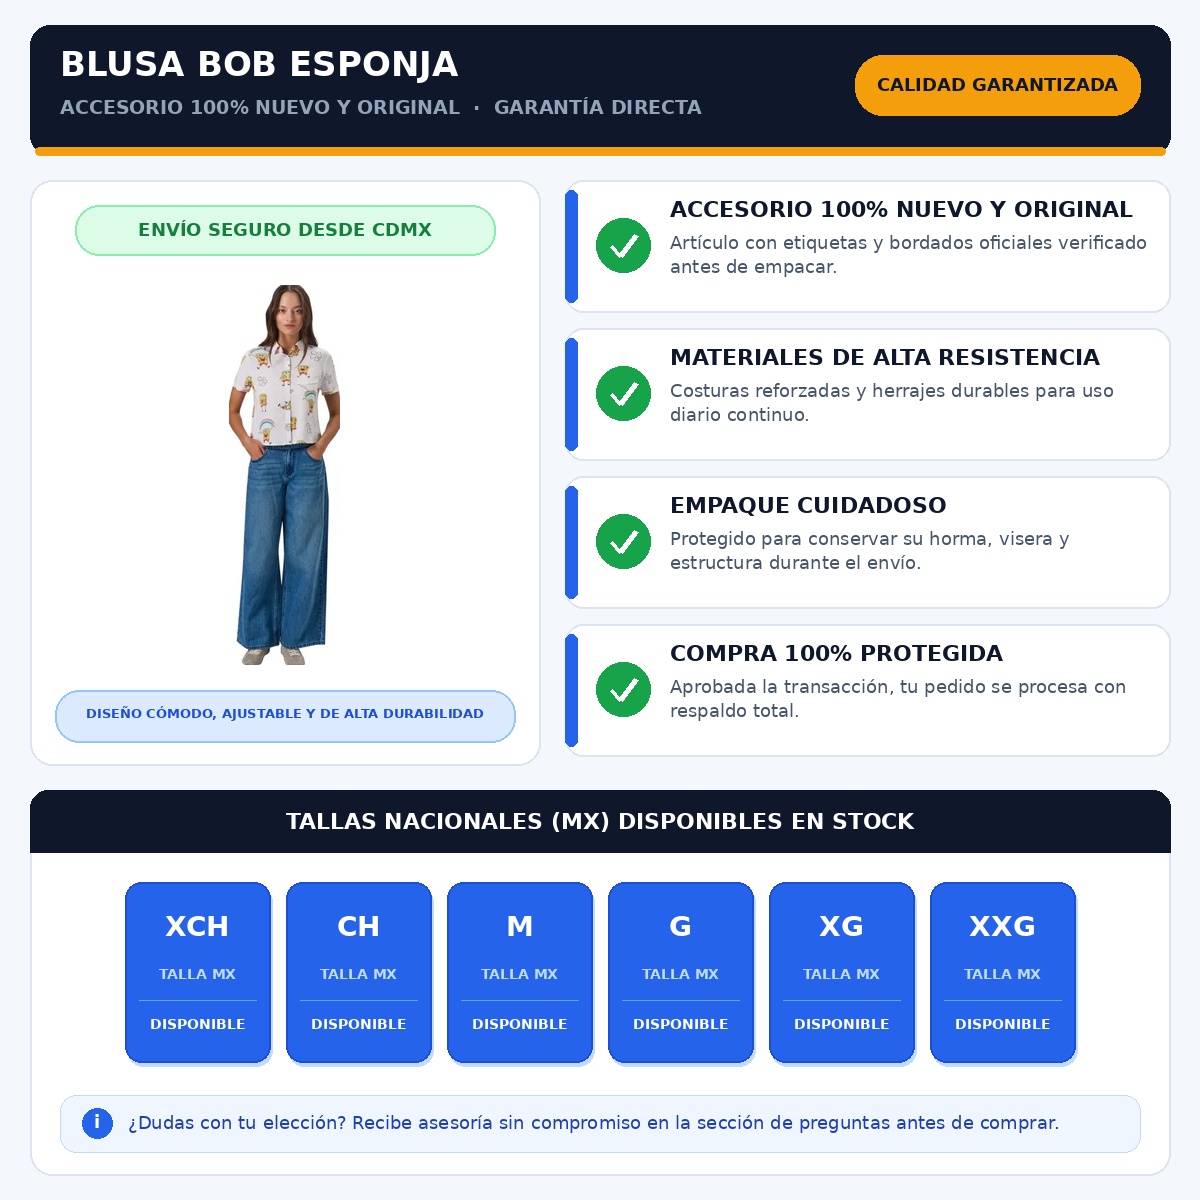 BLUSA BOB ESPONJA
ACCESORIO 100% NUEVO Y ORIGINAL · GARANTÍA DIRECTA
CALIDAD GARANTIZADA
ENVÍO SEGURO DESDE CDMX
DISEÑO CÓMODO, AJUSTABLE Y DE ALTA DURABILIDAD
ACCESORIO 100% NUEVO Y ORIGINAL
Artículo con etiquetas y bordados oficiales verificado
antes de empacar.
MATERIALES DE ALTA RESISTENCIA
Costuras reforzadas y herrajes durables para uso
diario continuo.
EMPAQUE CUIDADOSO
Protegido para conservar su horma, visera y
estructura durante el envío.
COMPRA 100% PROTEGIDA
Aprobada la transacción, tu pedido se procesa con
respaldo total.
TALLAS NACIONALES (MX) DISPONIBLES EN STOCK
XCH
TALLA MX
DISPONIBLE
CH
TALLA MX
DISPONIBLE
M
TALLA MX
DISPONIBLE
G
TALLA MX
DISPONIBLE
XG
TALLA MX
DISPONIBLE
XXG
TALLA MX
DISPONIBLE
i
¿Dudas con tu elección? Recibe asesoría sin compromiso en la sección de preguntas antes de comprar.